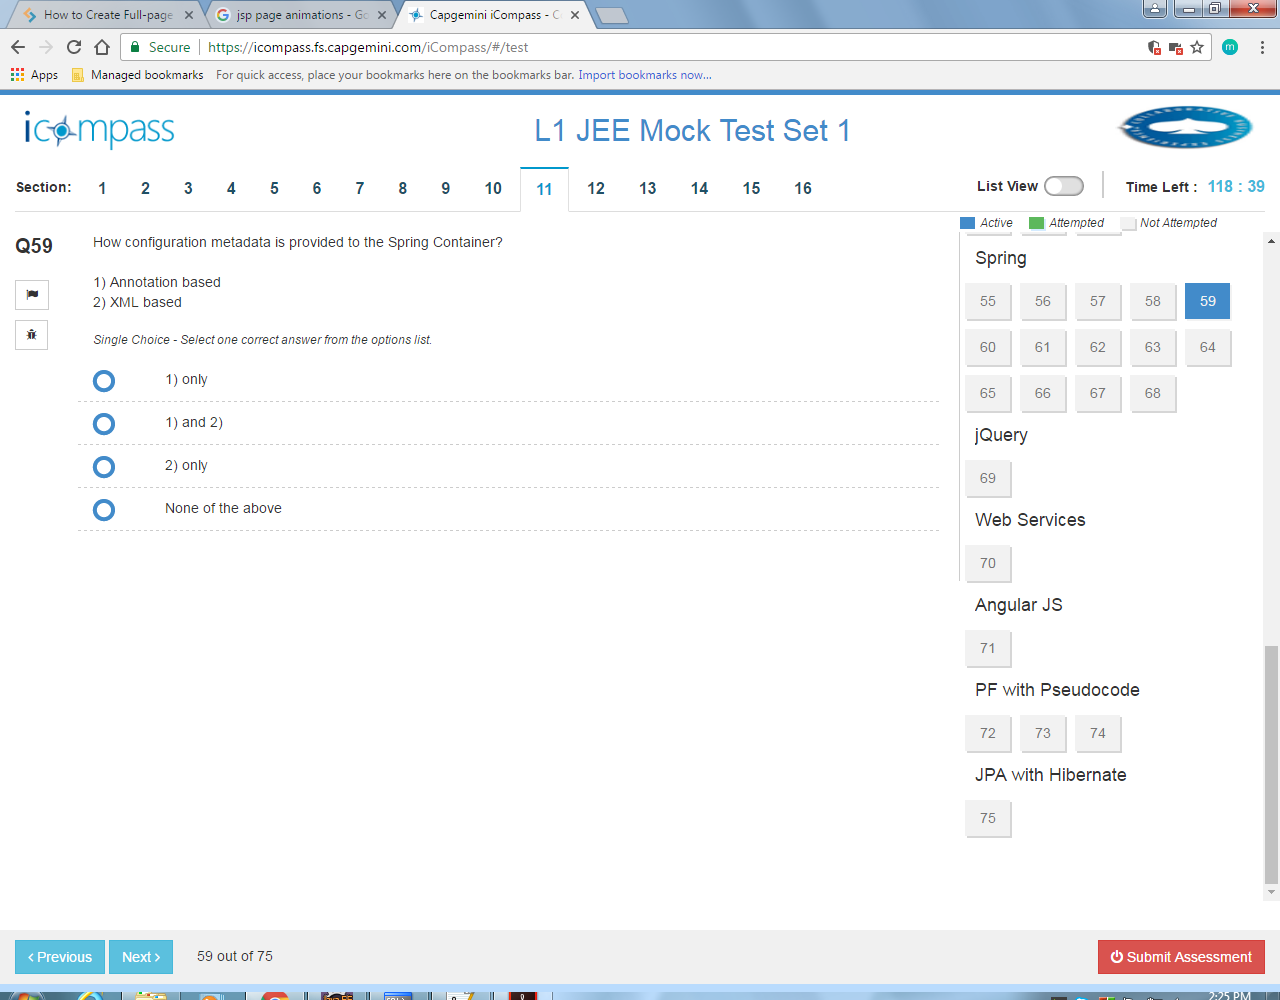 How to Create Full-page
jsp page animations - Go
Capgemini iCompass - C
Secure
https://icompass.fs.capgemini.com/iCompass/#/test
m
Apps
Managed bookmarks
For quick access, place your bookmarks here on the bookmarks bar. Import bookmarks now...
icompass
L1 JEE Mock Test Set 1
Section: 1 2 3 4 5 6 7 8 9 10 11 12 13 14 15 16
List View
Time Left : 118 : 39
Active Attempted Not Attempted
Q59
How configuration metadata is provided to the Spring Container?
1) Annotation based
2) XML based
Single Choice - Select one correct answer from the options list.
1) only
1) and 2)
2) only
None of the above
Spring
55 56 57 58 59
60 61 62 63 64
65 66 67 68
jQuery
69
Web Services
70
Angular JS
71
PF with Pseudocode
72 73 74
JPA with Hibernate
75
‹ Previous
Next ›
59 out of 75
Submit Assessment
2:25 PM